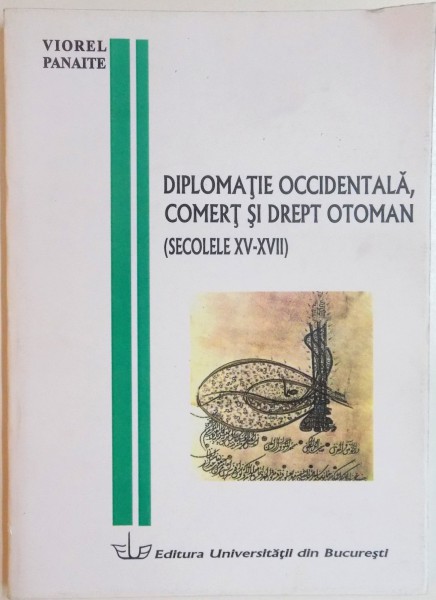 VIOREL
PANAITE
DIPLOMAŢIE OCCIDENTALĂ,
COMERŢ ŞI DREPT OTOMAN
(SECOLELE XV-XVII)
Editura Universităţii din Bucureşti